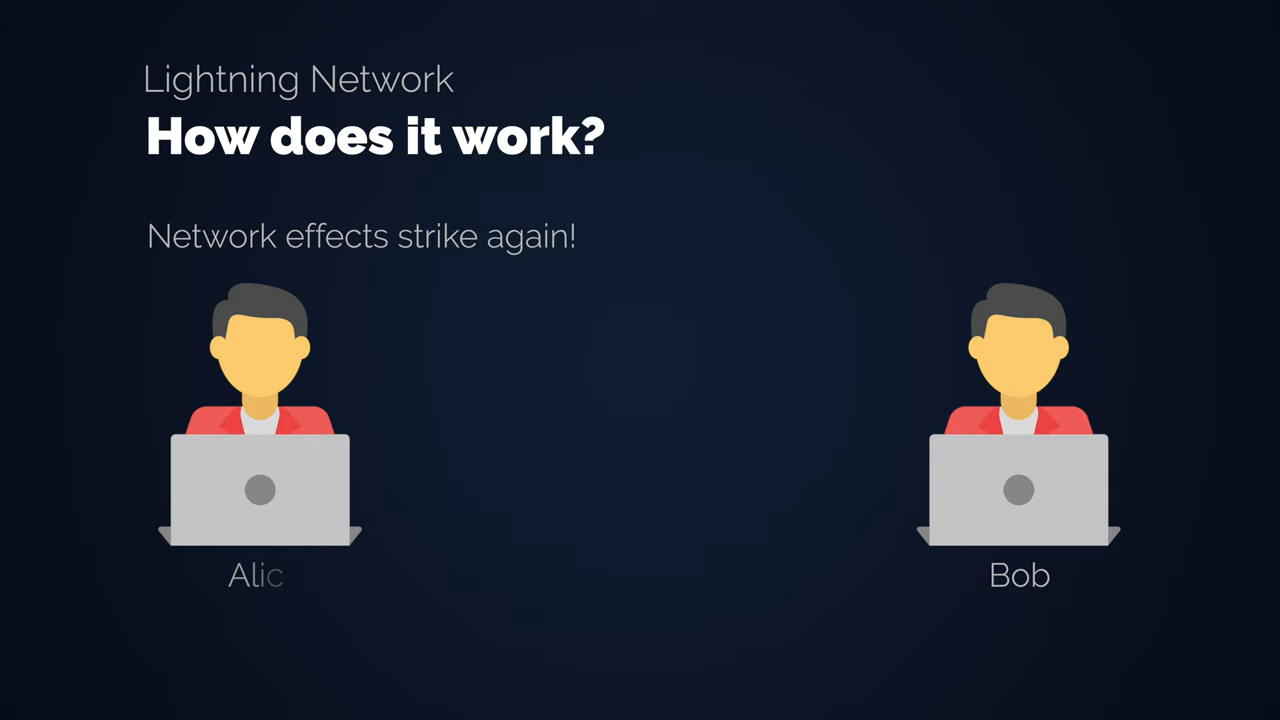 Lightning Network
How does it work?
Network effects strike again!
Alic
Bob